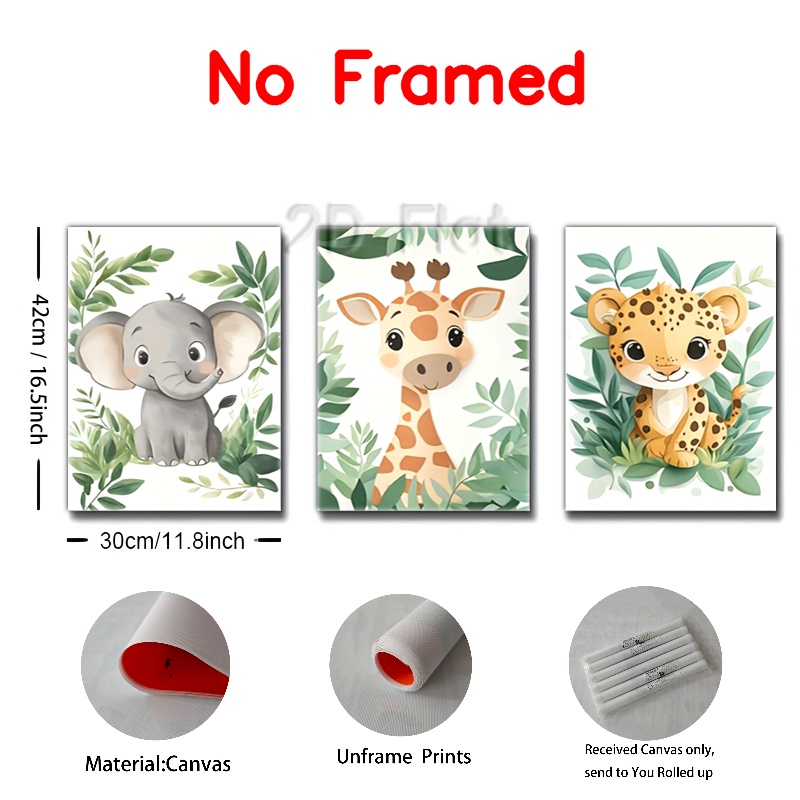 No Framed
2D Flat
42cm / 16.5inch
30cm/11.8inch
Material:Canvas
Unframe Prints
Received Canvas only,
send to You Rolled up